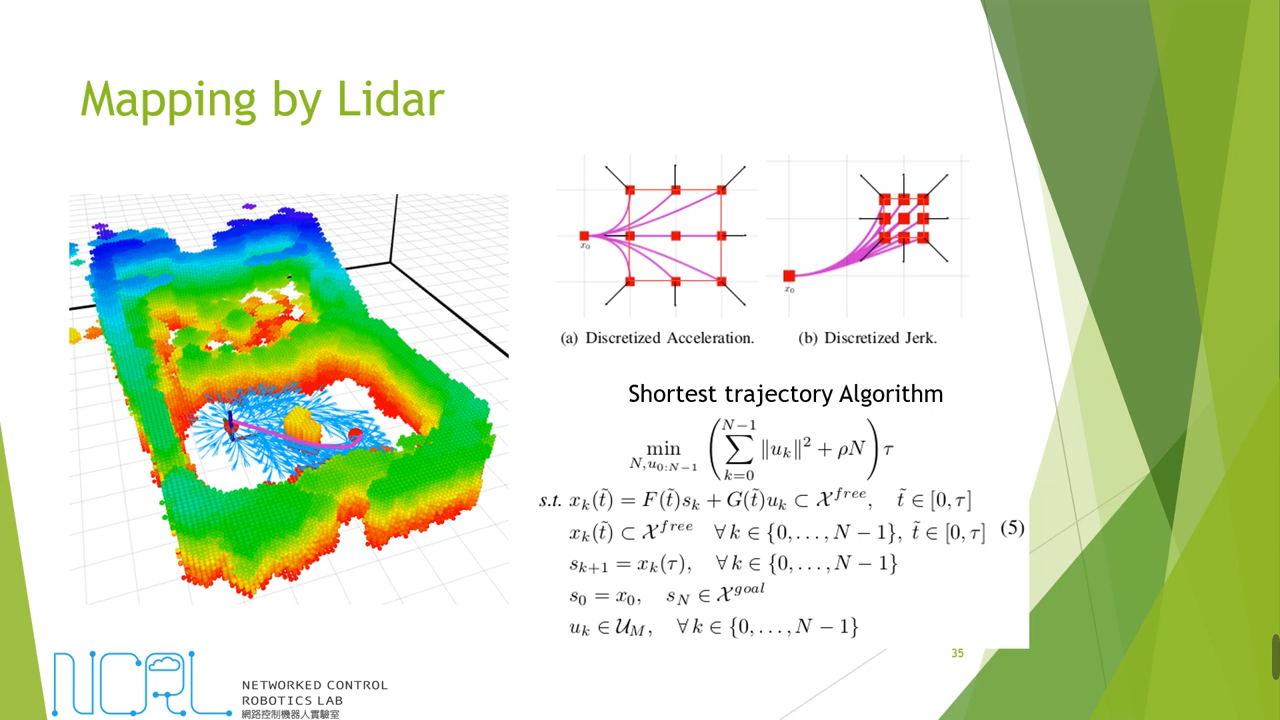 Mapping by Lidar
x₀
x₀
(a) Discretized Acceleration.
(b) Discretized Jerk.
Shortest trajectory Algorithm
min_{N,u_{0:N−1}} (∑_{k=0}^{N−1} ‖u_k‖² + ρN) τ
s.t. x_k(t̃) = F(t̃)s_k + G(t̃)u_k ⊂ 𝒳^{free}, t̃ ∈ [0, τ]
x_k(t̃) ⊂ 𝒳^{free} ∀ k ∈ {0, . . . , N − 1}, t̃ ∈ [0, τ] (5)
s_{k+1} = x_k(τ), ∀ k ∈ {0, . . . , N − 1}
s₀ = x₀, s_N ∈ 𝒳^{goal}
u_k ∈ 𝒰_M, ∀ k ∈ {0, . . . , N − 1}
35
NCRL
NETWORKED CONTROL
ROBOTICS LAB
網路控制機器人實驗室